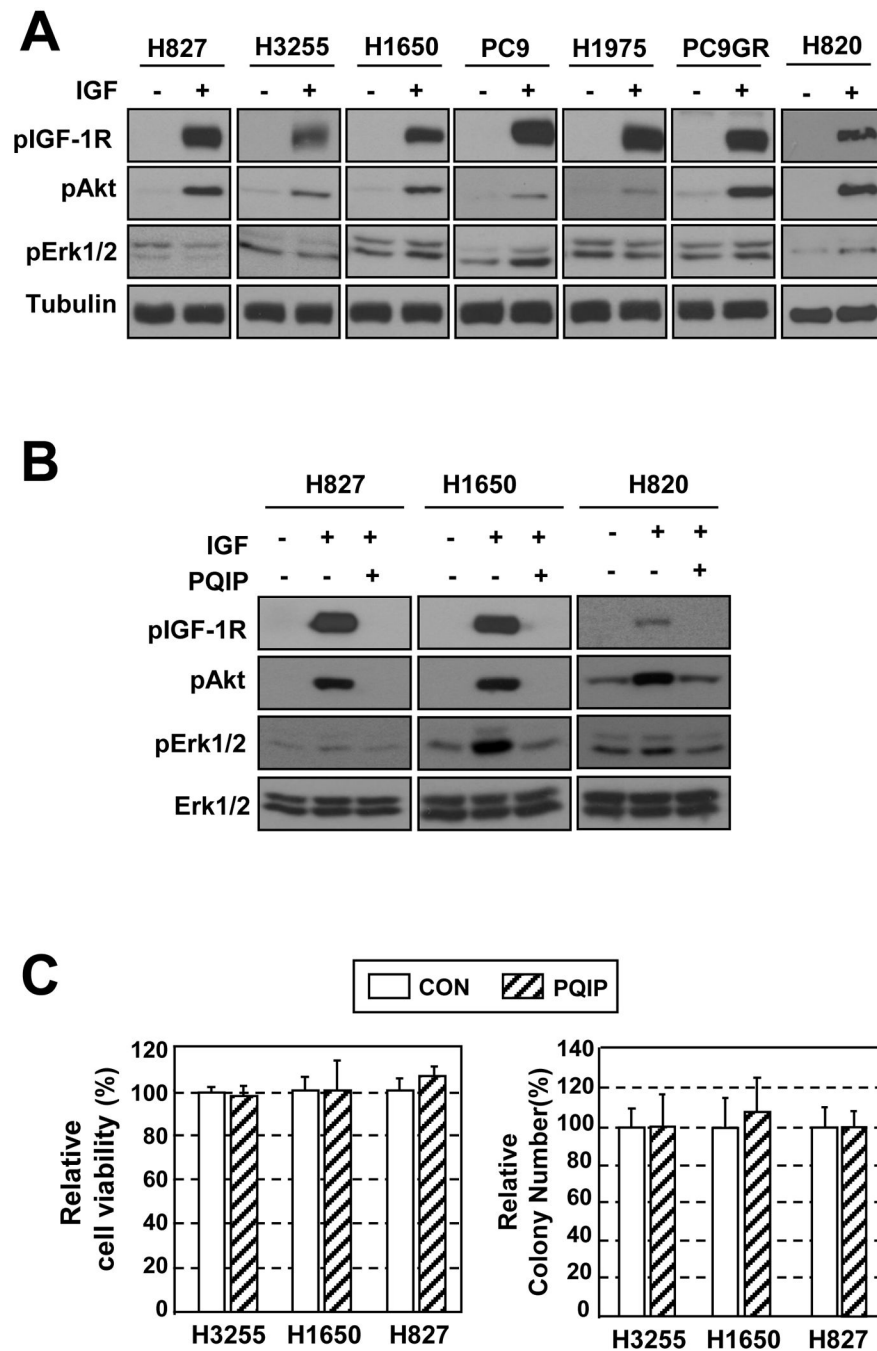 A
H827 H3255 H1650 PC9 H1975 PC9GR H820
IGF - + - + - + - + - + - + - +
pIGF-1R
pAkt
pErk1/2
Tubulin
B
H827 H1650 H820
IGF - + + - + + - + +
PQIP - - + - - + - - +
pIGF-1R
pAkt
pErk1/2
Erk1/2
C
CON PQIP
Relative
cell viability (%)
120
100
80
60
40
20
0
H3255 H1650 H827
Relative
Colony Number(%)
140
120
100
80
60
40
20
0
H3255 H1650 H827